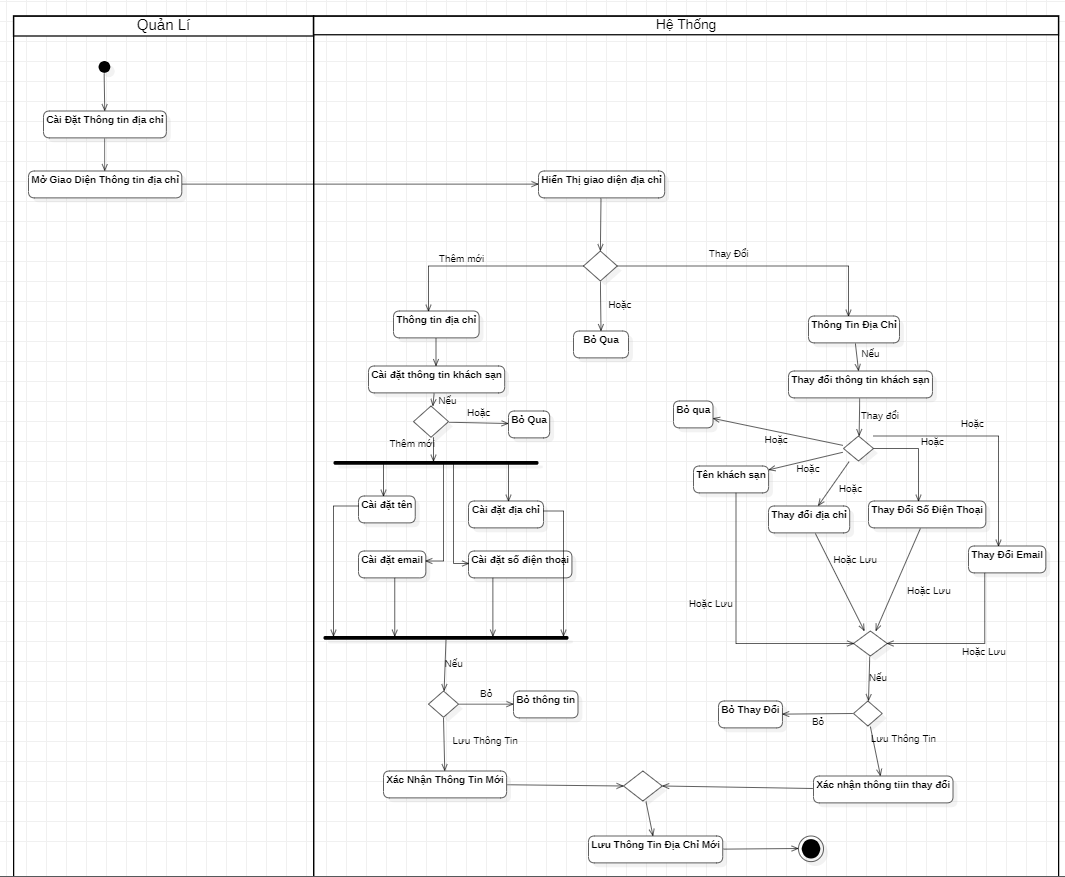 Quản Lí
Hệ Thống
Cài Đặt Thông tin địa chỉ
Mở Giao Diện Thông tin địa chỉ
Hiển Thị giao diện địa chỉ
Thêm mới
Thay Đổi
Hoặc
Thông tin địa chỉ
Bỏ Qua
Thông Tin Địa Chỉ
Nếu
Cài đặt thông tin khách sạn
Thay đổi thông tin khách sạn
Nếu
Hoặc
Bỏ Qua
Bỏ qua
Thay đổi
Hoặc
Thêm mới
Hoặc
Hoặc
Tên khách sạn
Hoặc
Hoặc
Cài đặt tên
Cài đặt địa chỉ
Thay đổi địa chỉ
Thay Đổi Số Điện Thoại
Cài đặt email
Cài đặt số điện thoại
Hoặc Lưu
Thay Đổi Email
Hoặc Lưu
Hoặc Lưu
Hoặc Lưu
Nếu
Nếu
Bỏ
Bỏ thông tin
Bỏ Thay Đổi
Bỏ
Lưu Thông Tin
Lưu Thông Tin
Xác Nhận Thông Tin Mới
Xác nhận thông tiin thay đổi
Lưu Thông Tin Địa Chỉ Mới